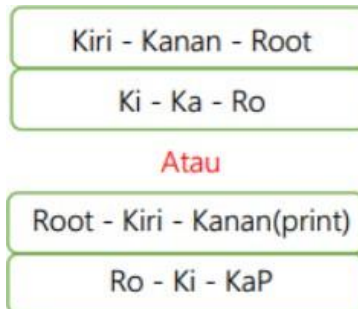 Kiri - Kanan - Root
Ki - Ka - Ro
Atau
Root - Kiri - Kanan(print)
Ro - Ki - KaP